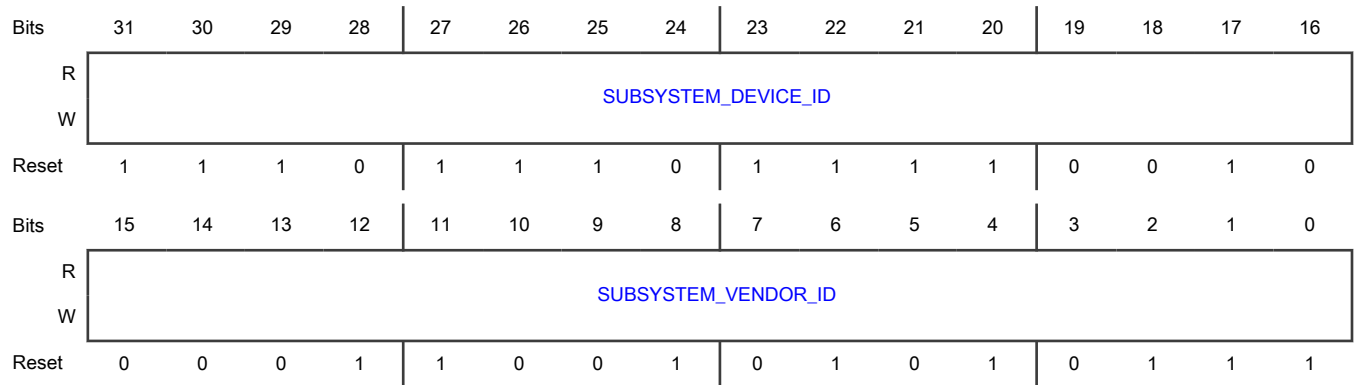 Bits 31 30 29 28 27 26 25 24 23 22 21 20 19 18 17 16
R
SUBSYSTEM_DEVICE_ID
W
Reset 1 1 1 0 1 1 1 0 1 1 1 1 0 0 1 0
Bits 15 14 13 12 11 10 9 8 7 6 5 4 3 2 1 0
R
SUBSYSTEM_VENDOR_ID
W
Reset 0 0 0 1 1 0 0 1 0 1 0 1 0 1 1 1